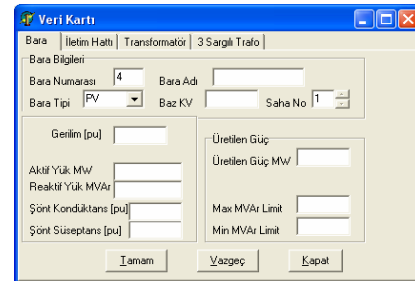 Veri Kartı
Bara İletim Hattı Transformatör 3 Sargılı Trafo
Bara Bilgileri
Bara Numarası 4 Bara Adı
Bara Tipi PV Baz KV Saha No 1
Gerilim [pu]
Aktif Yük MW
Reaktif Yük MVAr
Şönt Kondüktans [pu]
Şönt Süseptans [pu]
Üretilen Güç
Üretilen Güç MW
Max MVAr Limit
Min MVAr Limit
Tamam Vazgeç Kapat